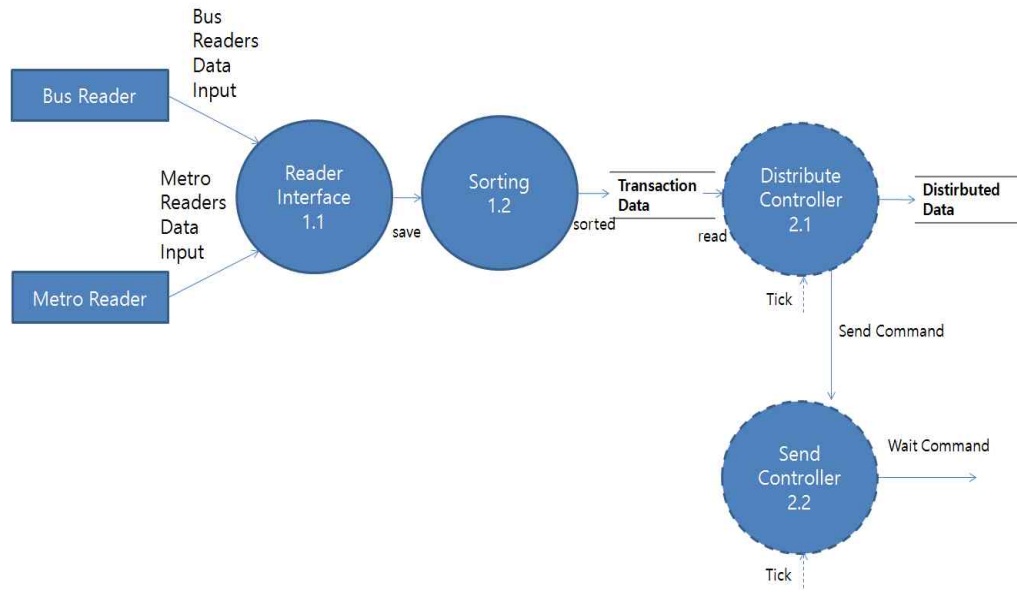 Bus
Readers
Data
Input
Bus Reader
Metro
Readers
Data
Input
Metro Reader
Reader
Interface
1.1
save
Sorting
1.2
sorted
Transaction
Data
read
Distribute
Controller
2.1
Distirbuted
Data
Tick
Send Command
Send
Controller
2.2
Wait Command
Tick